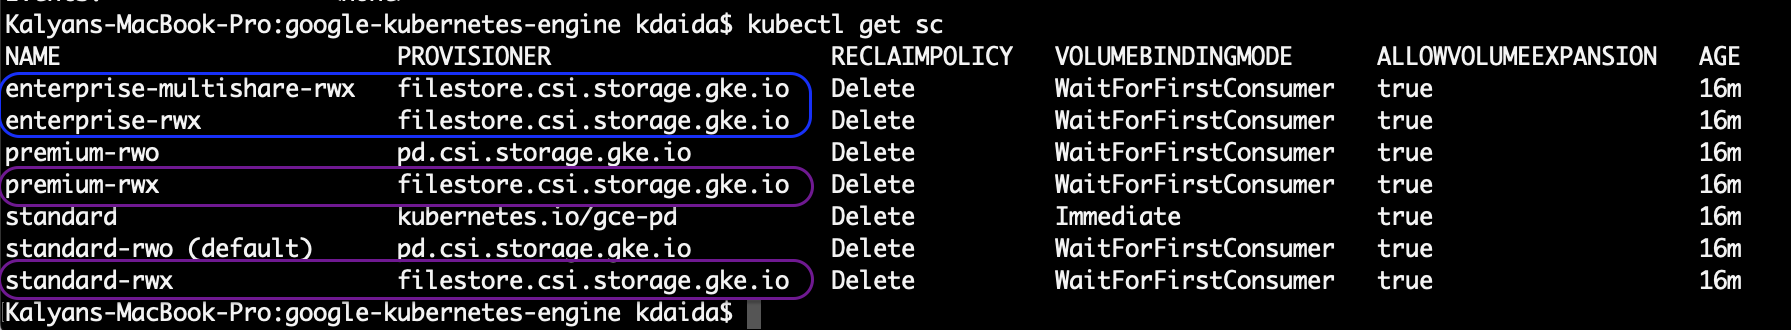 Kalyans-MacBook-Pro:google-kubernetes-engine kdaida$ kubectl get sc
NAME PROVISIONER RECLAIMPOLICY VOLUMEBINDINGMODE ALLOWVOLUMEEXPANSION AGE
enterprise-multishare-rwx filestore.csi.storage.gke.io Delete WaitForFirstConsumer true 16m
enterprise-rwx filestore.csi.storage.gke.io Delete WaitForFirstConsumer true 16m
premium-rwo pd.csi.storage.gke.io Delete WaitForFirstConsumer true 16m
premium-rwx filestore.csi.storage.gke.io Delete WaitForFirstConsumer true 16m
standard kubernetes.io/gce-pd Delete Immediate true 16m
standard-rwo (default) pd.csi.storage.gke.io Delete WaitForFirstConsumer true 16m
standard-rwx filestore.csi.storage.gke.io Delete WaitForFirstConsumer true 16m
Kalyans-MacBook-Pro:google-kubernetes-engine kdaida$